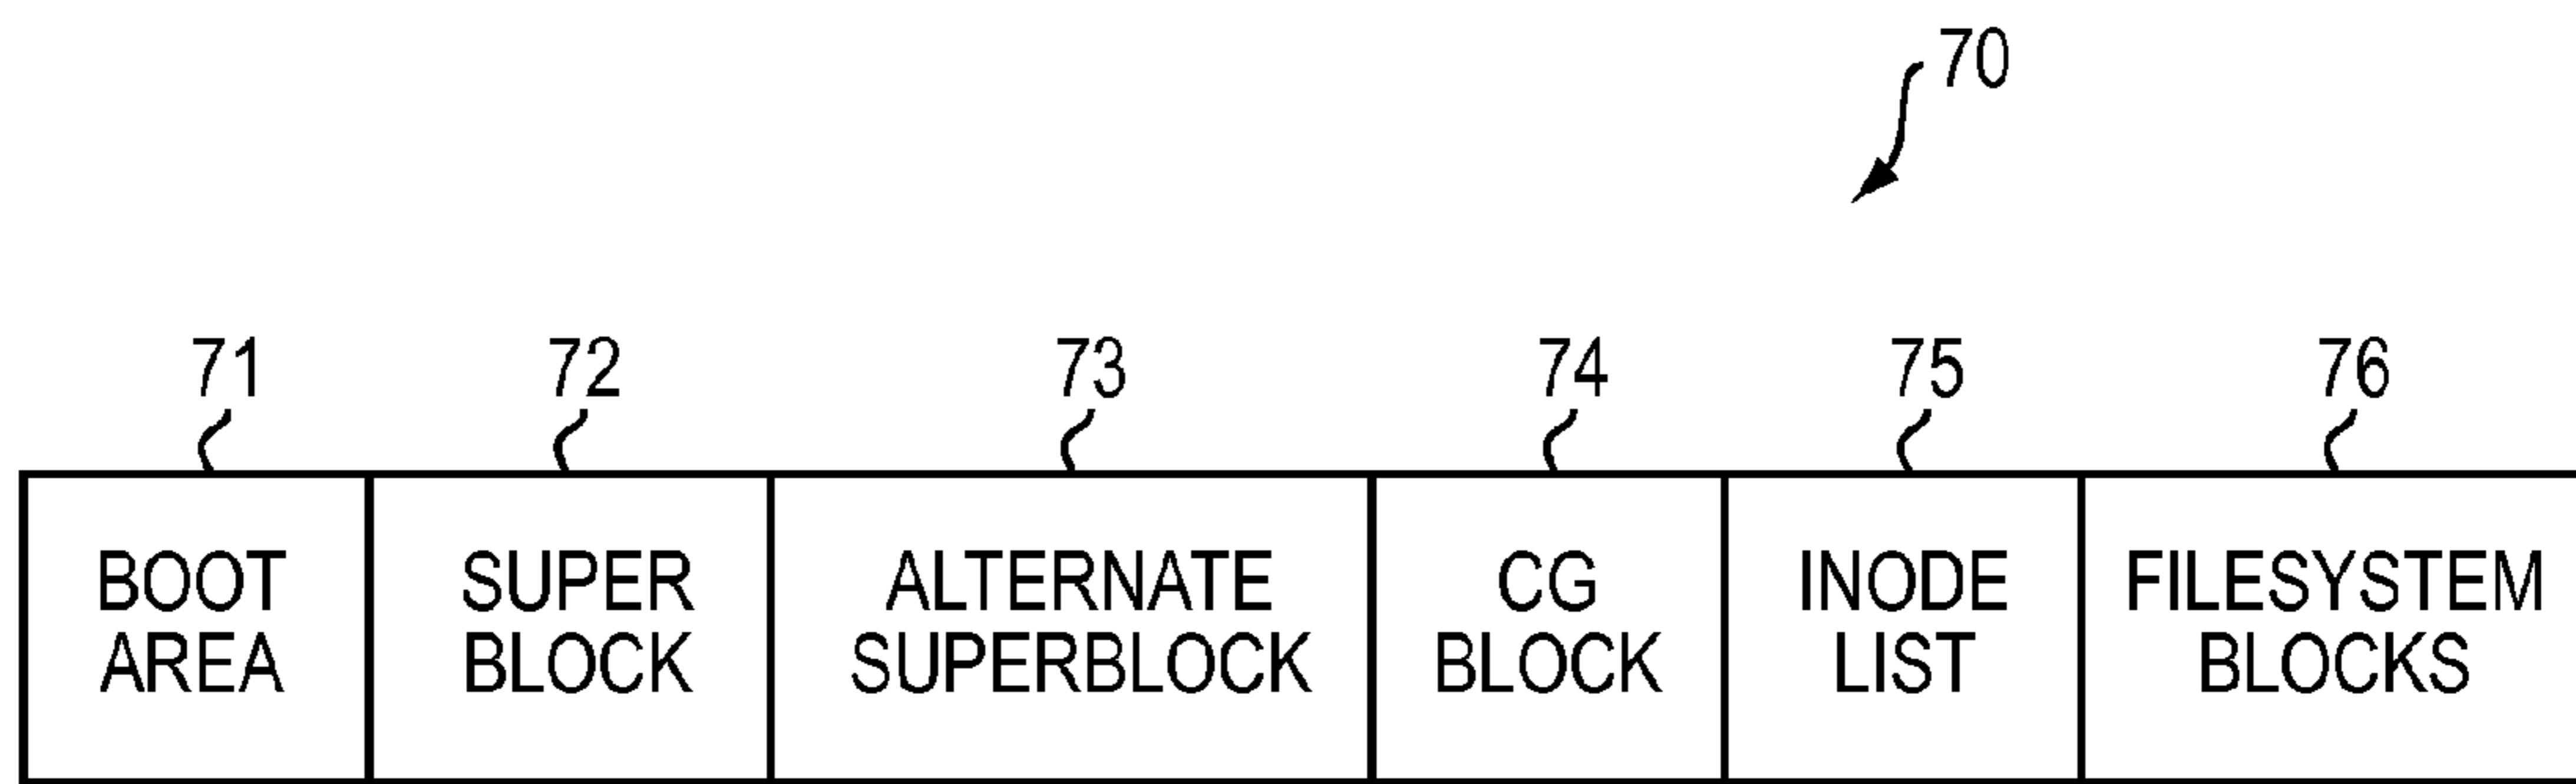 70
71 72 73 74 75 76
BOOT AREA
SUPER BLOCK
ALTERNATE SUPERBLOCK
CG BLOCK
INODE LIST
FILESYSTEM BLOCKS